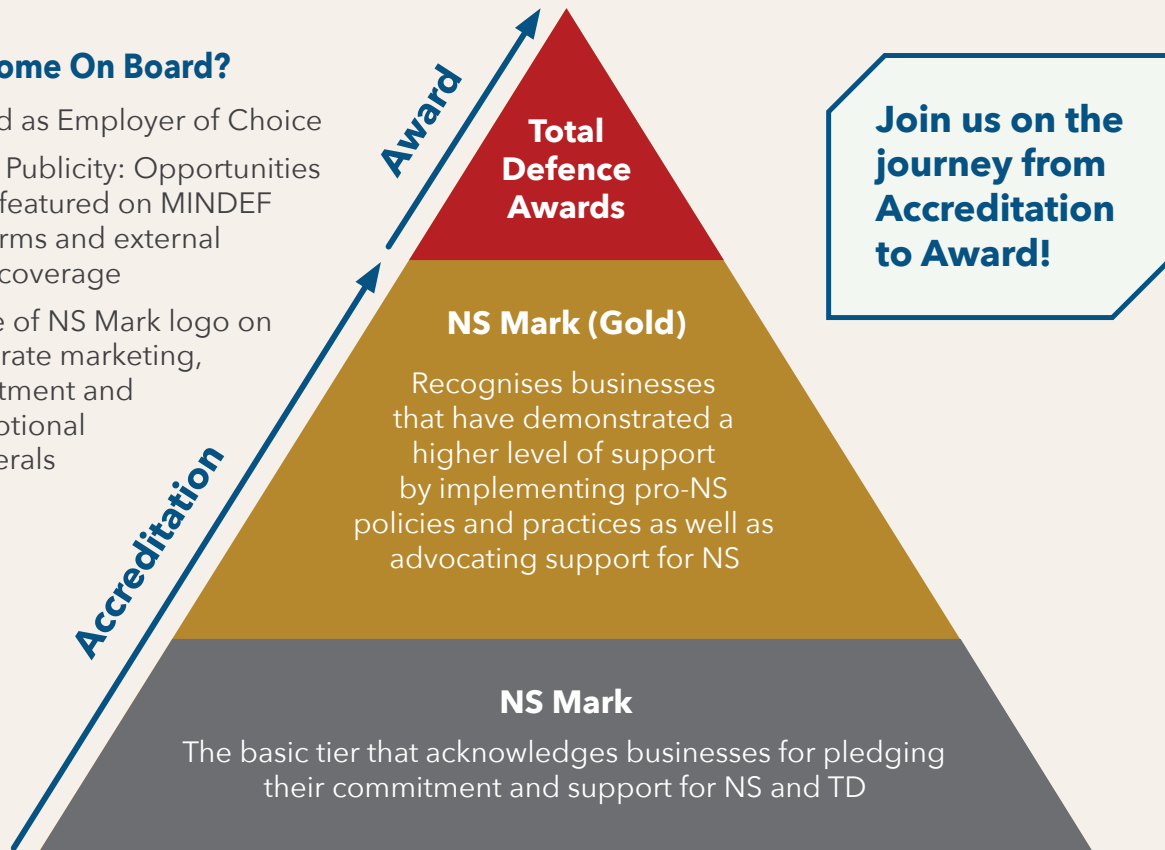 ome On Board?
d as Employer of Choice
Publicity: Opportunities
featured on MINDEF
rms and external
coverage
e of NS Mark logo on
rate marketing,
tment and
otional
erals
Accreditation
Award
Total
Defence
Awards
NS Mark (Gold)
Recognises businesses
that have demonstrated a
higher level of support
by implementing pro-NS
policies and practices as well as
advocating support for NS
NS Mark
The basic tier that acknowledges businesses for pledging
their commitment and support for NS and TD
Join us on the
journey from
Accreditation
to Award!